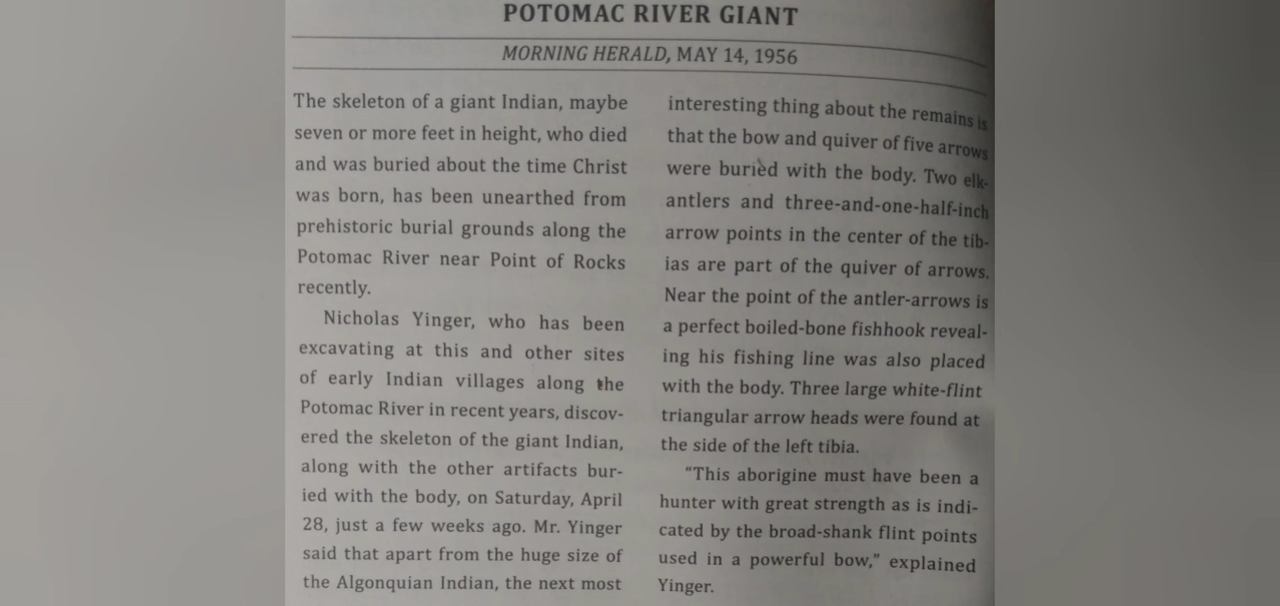 POTOMAC RIVER GIANT
MORNING HERALD, MAY 14, 1956
The skeleton of a giant Indian, maybe
seven or more feet in height, who died
and was buried about the time Christ
was born, has been unearthed from
prehistoric burial grounds along the
Potomac River near Point of Rocks
recently.
Nicholas Yinger, who has been
excavating at this and other sites
of early Indian villages along the
Potomac River in recent years, discov-
ered the skeleton of the giant Indian,
along with the other artifacts bur-
ied with the body, on Saturday, April
28, just a few weeks ago. Mr. Yinger
said that apart from the huge size of
the Algonquian Indian, the next most
interesting thing about the remains is
that the bow and quiver of five arrows
were buried with the body. Two elk-
antlers and three-and-one-half-inch
arrow points in the center of the tib-
ias are part of the quiver of arrows.
Near the point of the antler-arrows is
a perfect boiled-bone fishhook reveal-
ing his fishing line was also placed
with the body. Three large white-flint
triangular arrow heads were found at
the side of the left tibia.
“This aborigine must have been a
hunter with great strength as is indi-
cated by the broad-shank flint points
used in a powerful bow,” explained
Yinger.